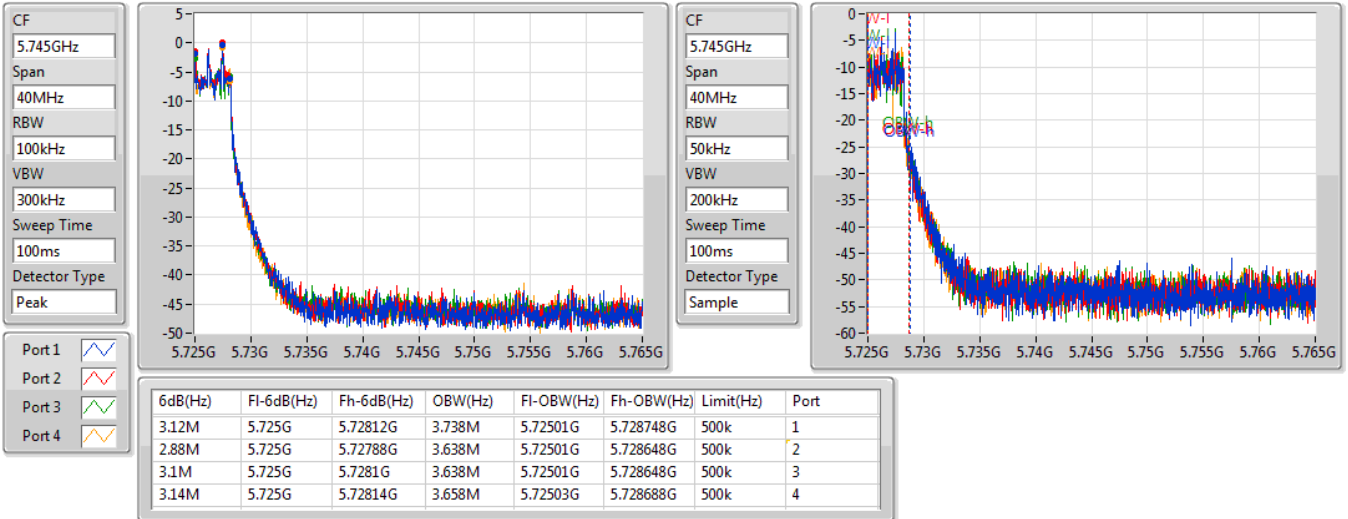 CF
5.745GHz
Span
40MHz
RBW
100kHz
VBW
300kHz
Sweep Time
100ms
Detector Type
Peak
5
0
-5
-10
-15
-20
-25
-30
-35
-40
-45
-50
5.725G 5.73G 5.735G 5.74G 5.745G 5.75G 5.755G 5.76G 5.765G
CF
5.745GHz
Span
40MHz
RBW
50kHz
VBW
200kHz
Sweep Time
100ms
Detector Type
Sample
0
-5
-10
-15
-20
-25
-30
-35
-40
-45
-50
-55
-60
OBW-h
5.725G 5.73G 5.735G 5.74G 5.745G 5.75G 5.755G 5.76G 5.765G
Port 1
Port 2
Port 3
Port 4
6dB(Hz) Fl-6dB(Hz) Fh-6dB(Hz) OBW(Hz) Fl-OBW(Hz) Fh-OBW(Hz) Limit(Hz) Port
3.12M 5.725G 5.72812G 3.738M 5.72501G 5.728748G 500k 1
2.88M 5.725G 5.72788G 3.638M 5.72501G 5.728648G 500k 2
3.1M 5.725G 5.7281G 3.638M 5.72501G 5.728648G 500k 3
3.14M 5.725G 5.72814G 3.658M 5.72503G 5.728688G 500k 4